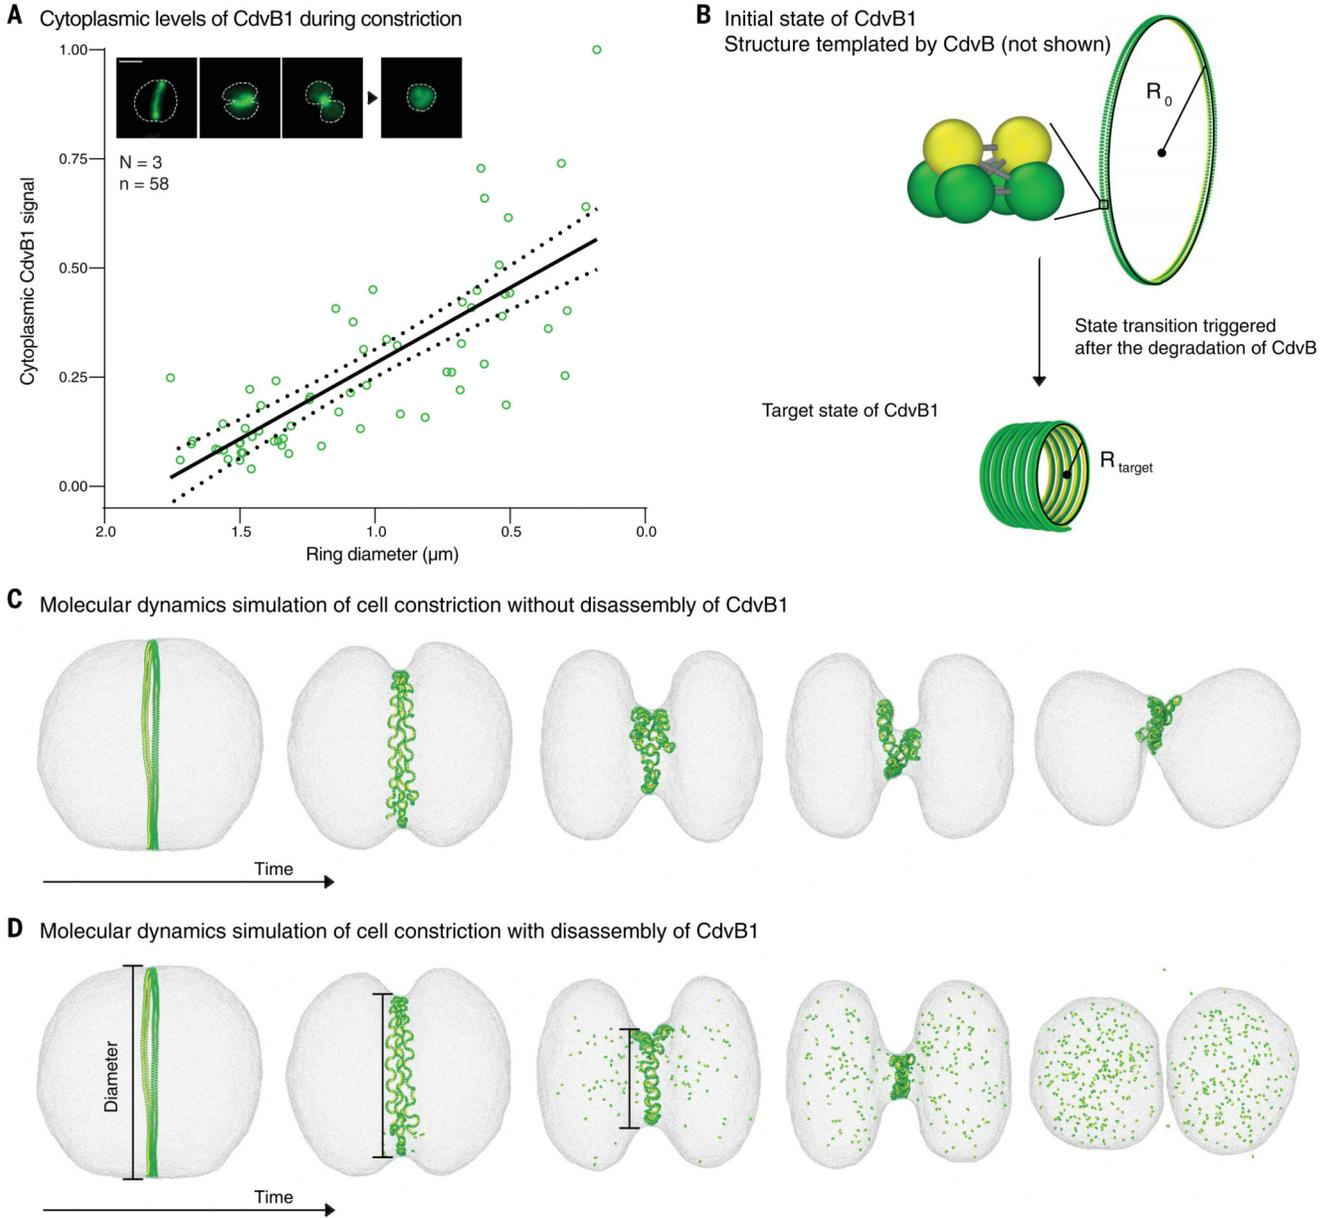 A Cytoplasmic levels of CdvB1 during constriction
1.00
0.75
0.50
0.25
0.00
Cytoplasmic CdvB1 signal
N = 3
n = 58
2.0 1.5 1.0 0.5 0.0
Ring diameter (µm)
B Initial state of CdvB1
Structure templated by CdvB (not shown)
R0
State transition triggered
after the degradation of CdvB
Target state of CdvB1
Rtarget
C Molecular dynamics simulation of cell constriction without disassembly of CdvB1
Time
D Molecular dynamics simulation of cell constriction with disassembly of CdvB1
Diameter
Time